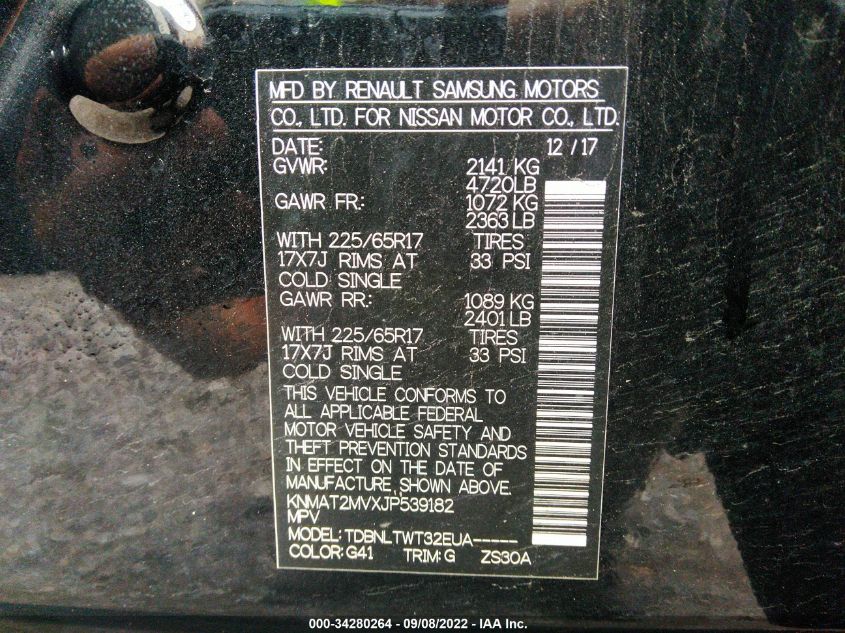 MFD BY RENAULT SAMSUNG MOTORS
CO., LTD. FOR NISSAN MOTOR CO., LTD.
DATE: 12 / 17
GVWR: 2141 KG
4720LB
GAWR FR: 1072 KG
2363 LB
WITH 225/65R17 TIRES
17X7J RIMS AT 33 PSI
COLD SINGLE
GAWR RR.: 1089 KG
2401 LB
WITH 225/65R17 TIRES
17X7J RIMS AT 33 PSI
COLD SINGLE
THIS VEHICLE CONFORMS TO
ALL APPLICABLE FEDERAL
MOTOR VEHICLE SAFETY AND
THEFT PREVENTION STANDARDS
IN EFFECT ON THE DATE OF
MANUFACTURE, SHOWN ABOVE.
KNMAT2MVXJP539182
MPV
MODEL: TDBNLTWT32EUA-----
COLOR: G41 TRIM: G ZS30A
000-34280264 - 09/08/2022 - IAA Inc.